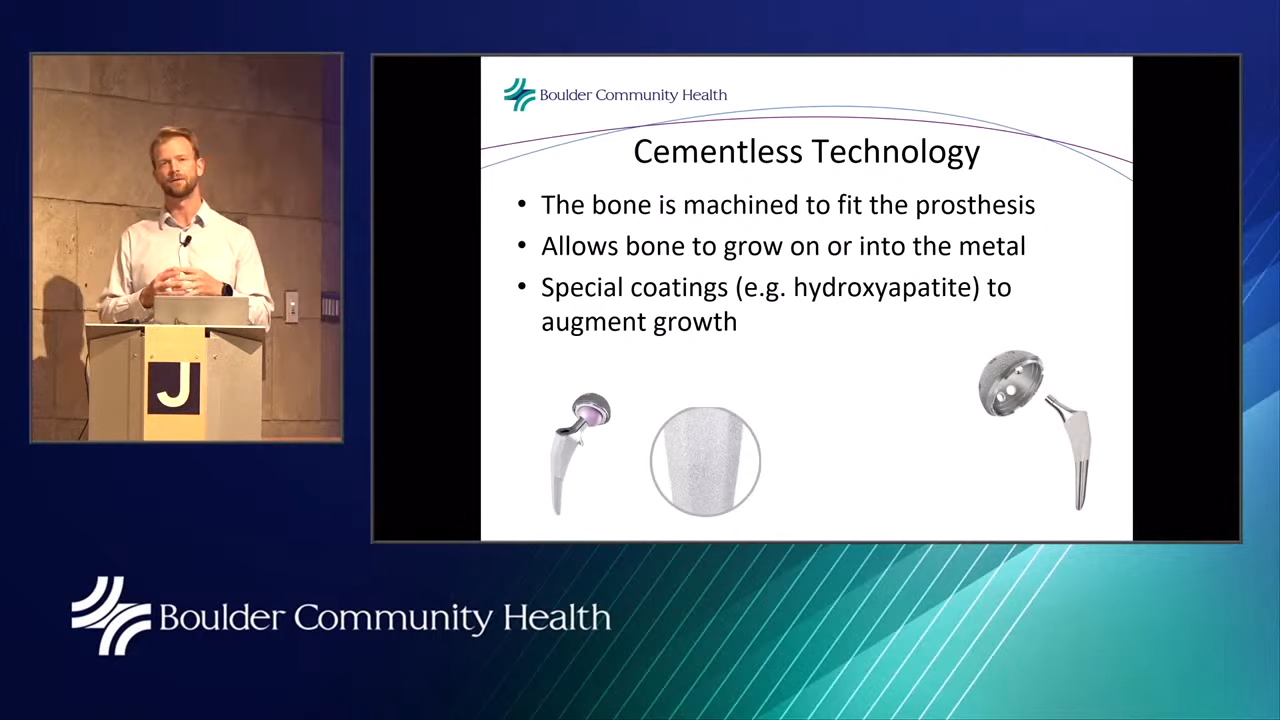 Boulder Community Health
Cementless Technology
• The bone is machined to fit the prosthesis
• Allows bone to grow on or into the metal
• Special coatings (e.g. hydroxyapatite) to
augment growth
J
Boulder Community Health